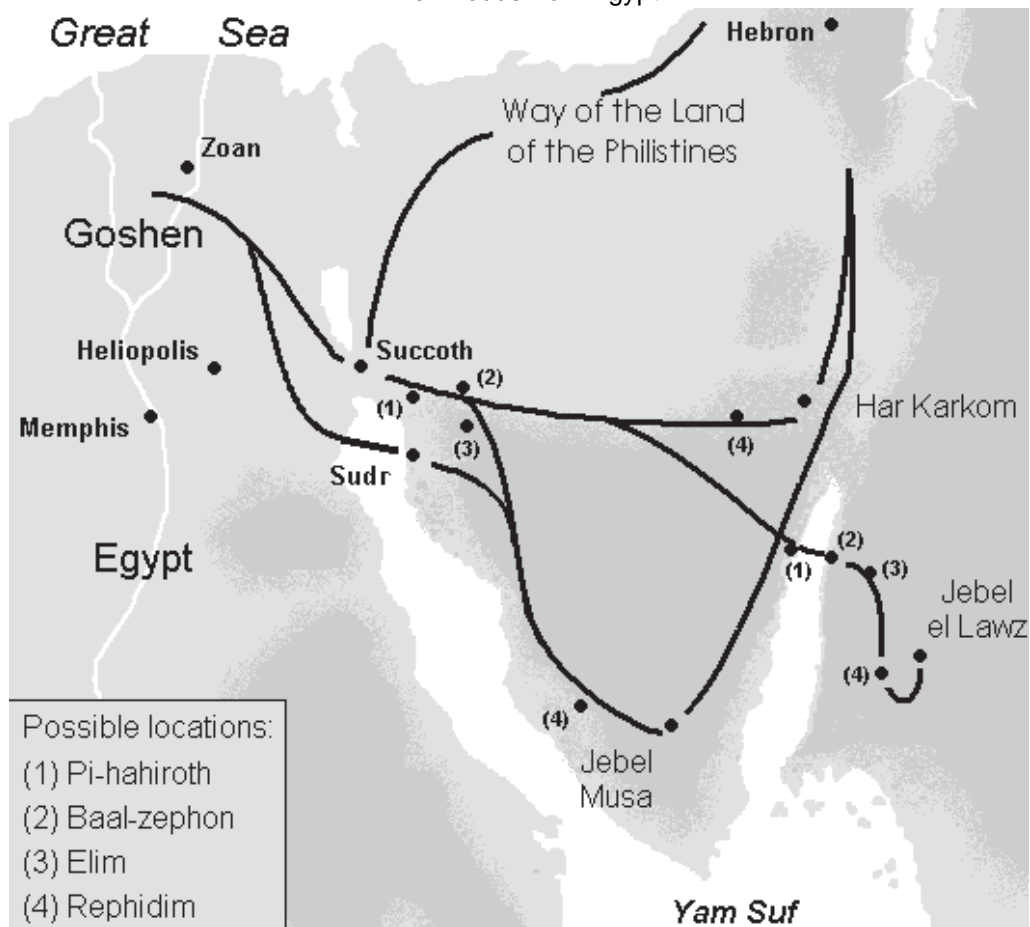 Great Sea
Hebron
Way of the Land
of the Philistines
Zoan
Goshen
Heliopolis
Succoth
(2)
(1)
Har Karkom
Memphis
(3)
(4)
Sudr
Egypt
(1)
(2)
(3)
Jebel
el Lawz
(4)
(4)
Jebel
Musa
Possible locations:
(1) Pi-hahiroth
(2) Baal-zephon
(3) Elim
(4) Rephidim
Yam Suf